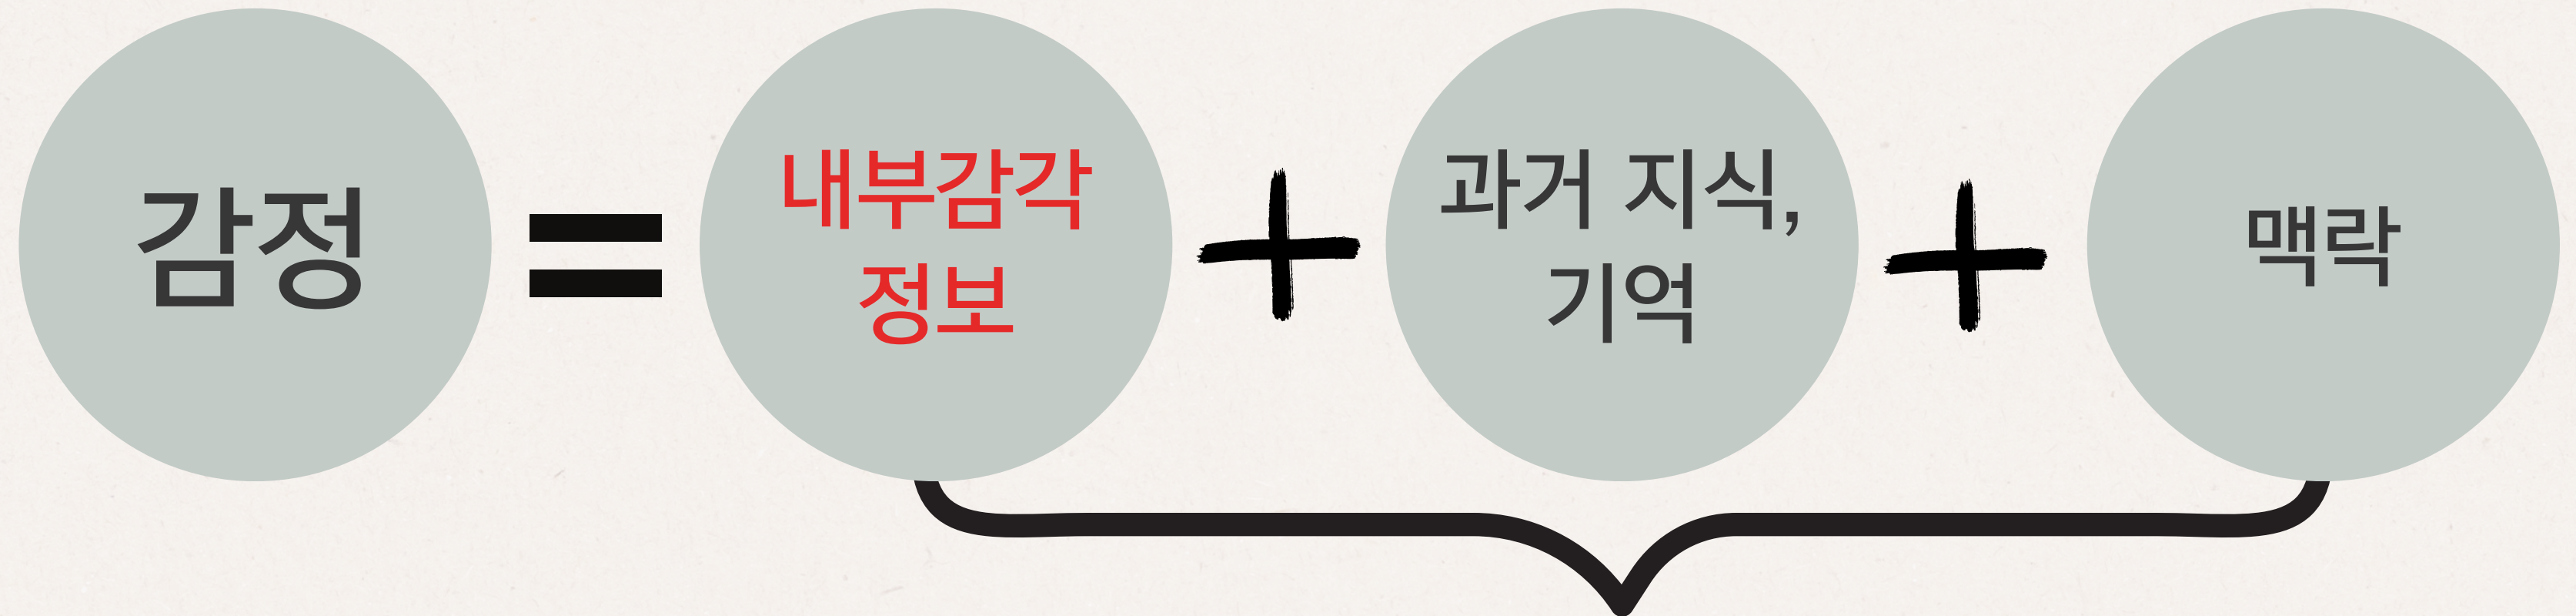 감정
=
내부감각
정보
+
과거 지식,
기억
+
맥락